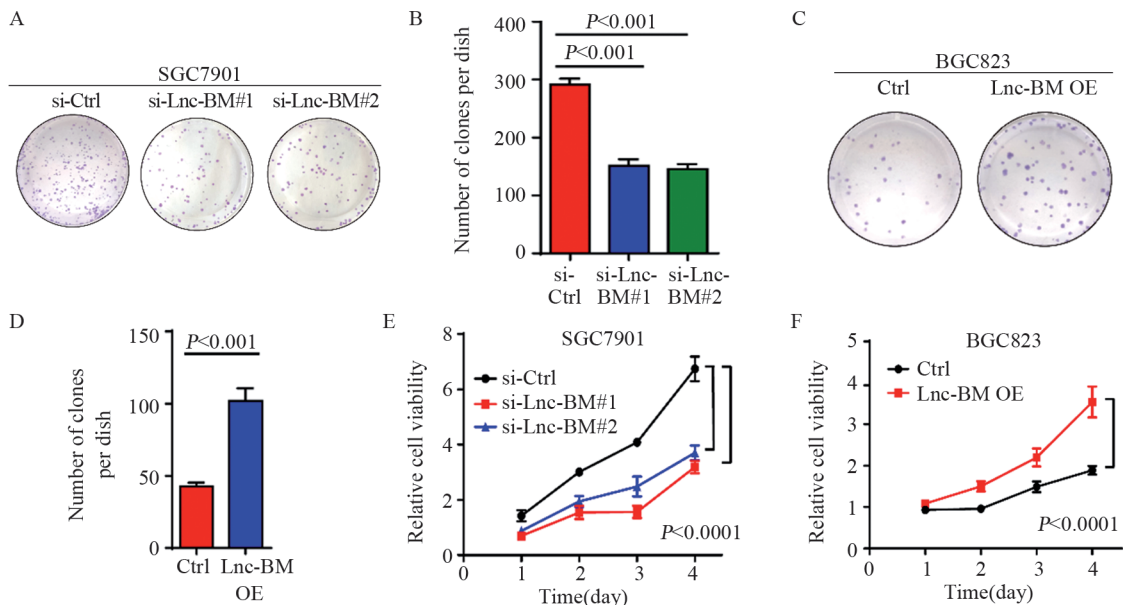 A
SGC7901
si-Ctrl si-Lnc-BM#1 si-Lnc-BM#2
B
Number of clones per dish
400
300
200
100
0
P<0.001
P<0.001
si-
Ctrl
si-Lnc-
BM#1
si-Lnc-
BM#2
C
BGC823
Ctrl Lnc-BM OE
D
Number of clones
per dish
150
100
50
0
P<0.001
Ctrl Lnc-BM
OE
E
SGC7901
Relative cell viability
8
6
4
2
0
si-Ctrl
si-Lnc-BM#1
si-Lnc-BM#2
P<0.0001
0 1 2 3 4
Time(day)
F
BGC823
Relative cell viability
5
4
3
2
1
0
Ctrl
Lnc-BM OE
P<0.0001
0 1 2 3 4
Time(day)